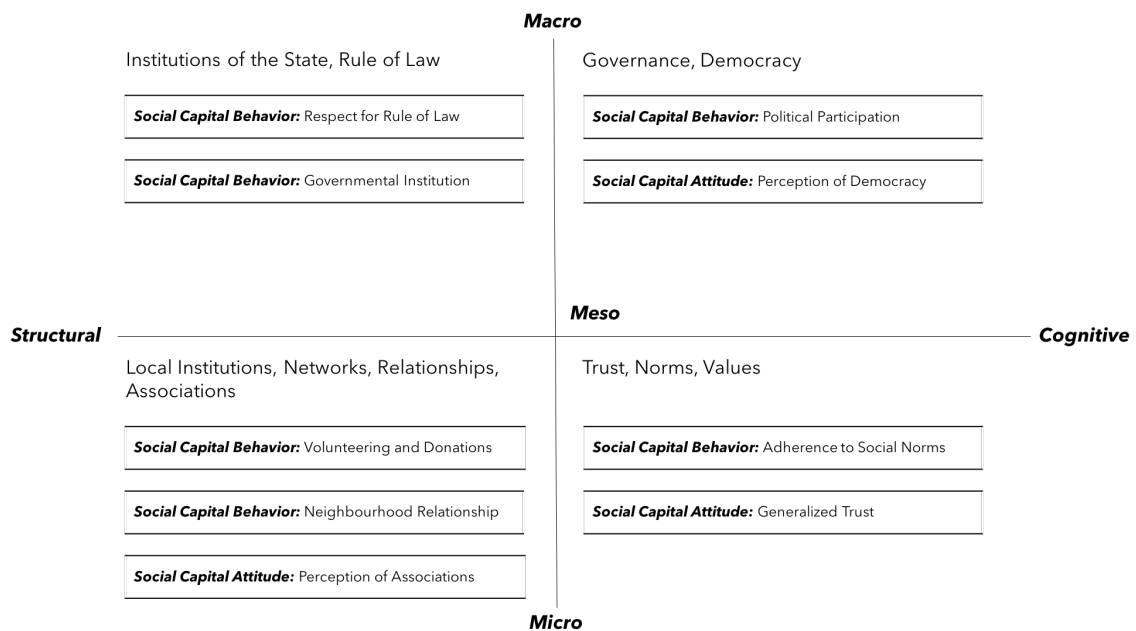 Macro
Institutions of the State, Rule of Law
Governance, Democracy
Social Capital Behavior: Respect for Rule of Law
Social Capital Behavior: Political Participation
Social Capital Behavior: Governmental Institution
Social Capital Attitude: Perception of Democracy
Meso
Structural
Cognitive
Local Institutions, Networks, Relationships,
Associations
Trust, Norms, Values
Social Capital Behavior: Volunteering and Donations
Social Capital Behavior: Adherence to Social Norms
Social Capital Behavior: Neighbourhood Relationship
Social Capital Attitude: Generalized Trust
Social Capital Attitude: Perception of Associations
Micro